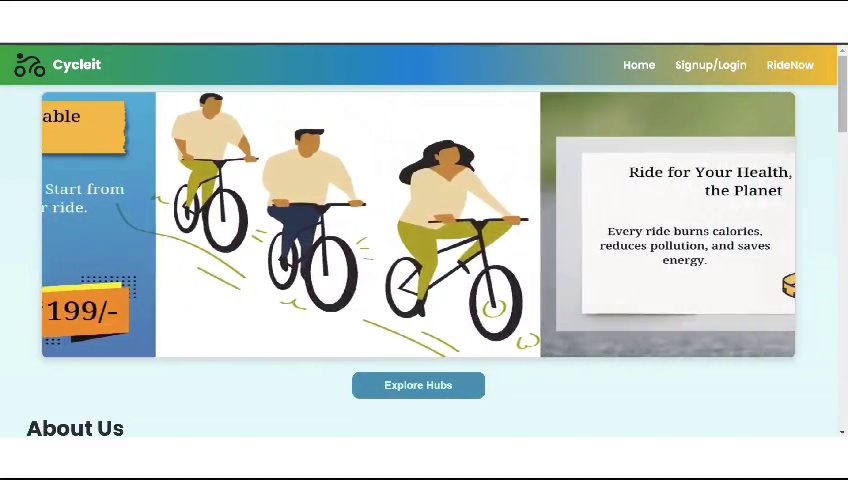 Cycleit
Home
Signup/Login
RideNow
able
Start from
r ride.
199/-
Ride for Your Health,
the Planet
Every ride burns calories,
reduces pollution, and saves
energy.
Explore Hubs
About Us